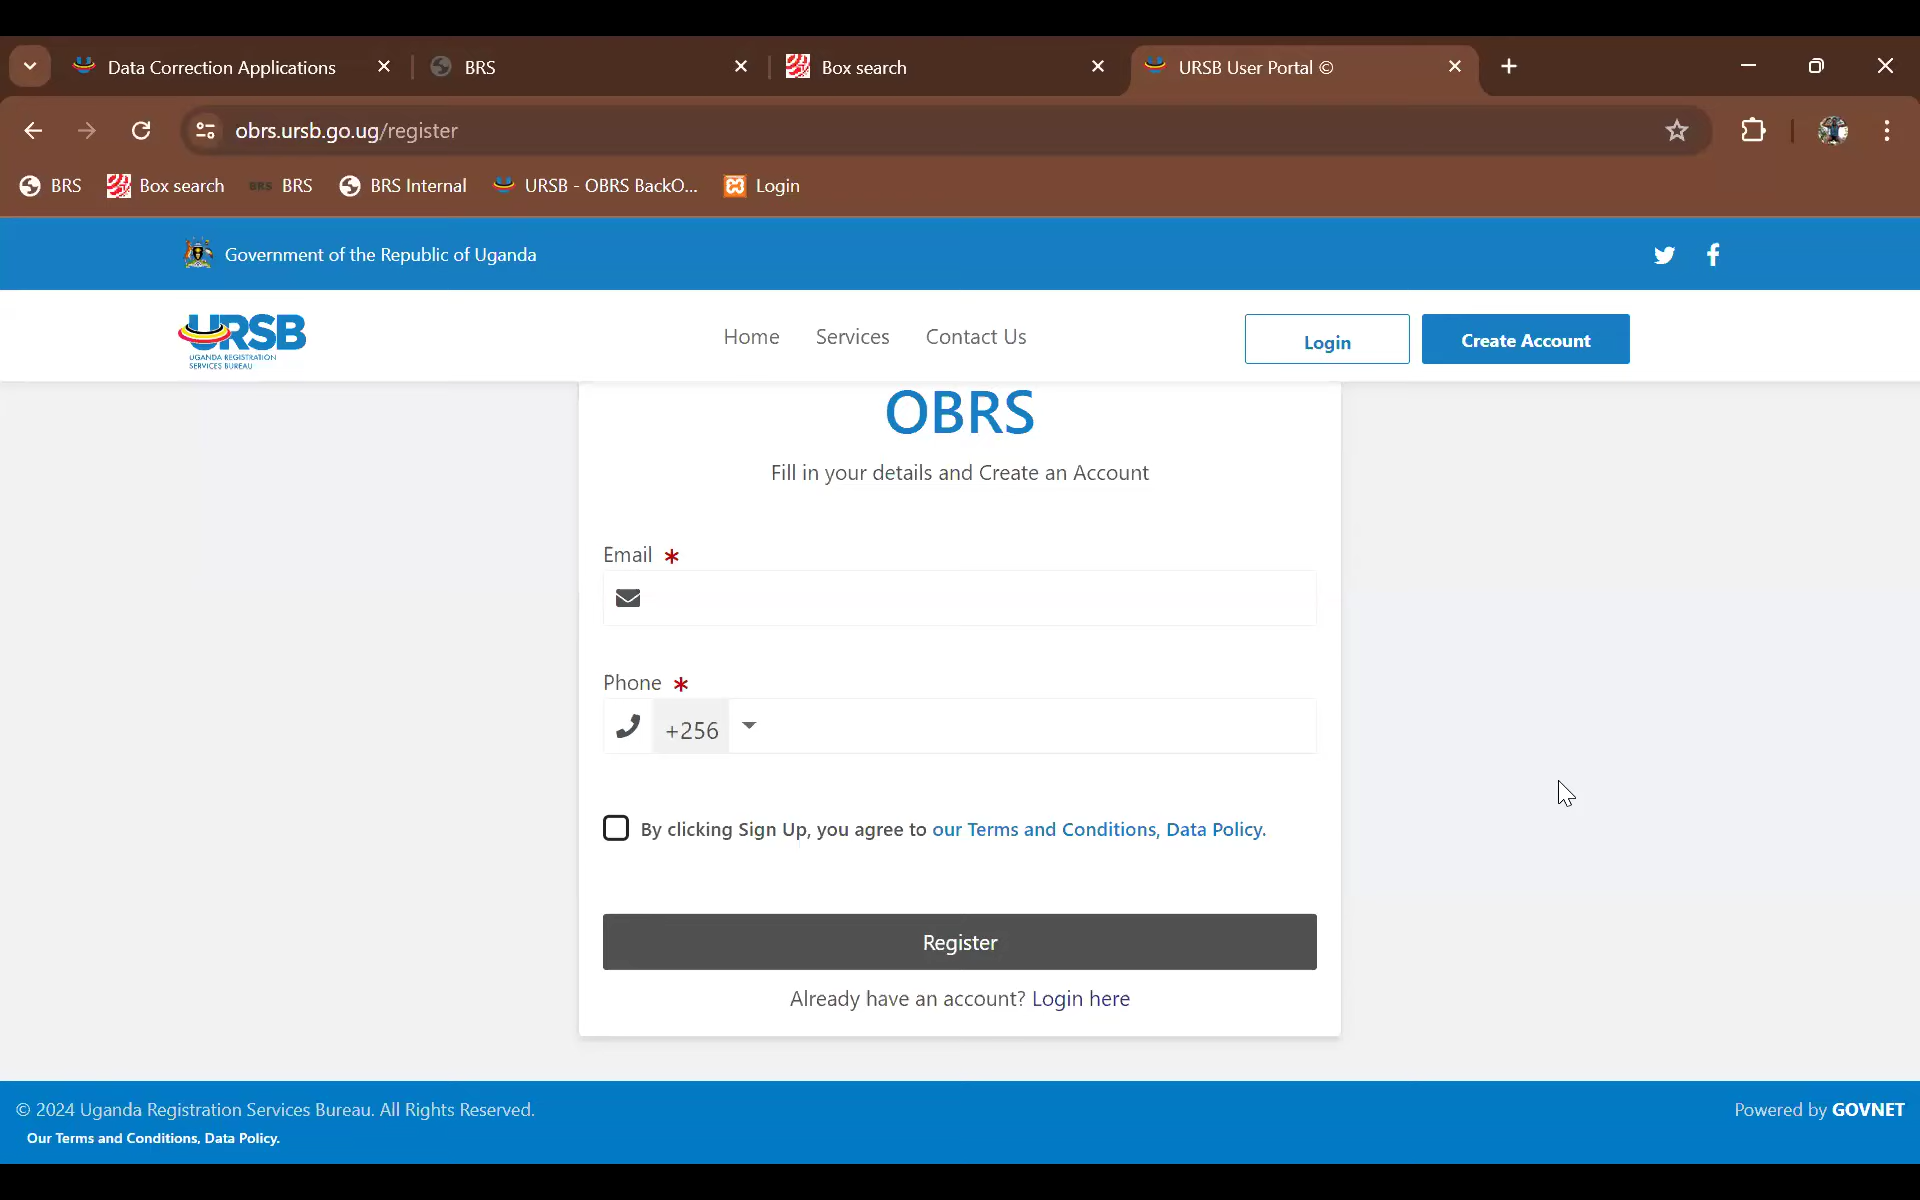 Data Correction Applications
BRS
Box search
URSB User Portal ©
obrs.ursb.go.ug/register
BRS
Box search
BRS BRS
BRS Internal
URSB - OBRS BackO...
Login
Government of the Republic of Uganda
URSB
UGANDA REGISTRATION
SERVICES BUREAU
Home
Services
Contact Us
Login
Create Account
OBRS
Fill in your details and Create an Account
Email *
Phone *
+256
By clicking Sign Up, you agree to our Terms and Conditions, Data Policy.
Register
Already have an account? Login here
© 2024 Uganda Registration Services Bureau. All Rights Reserved.
Powered by GOVNET
Our Terms and Conditions, Data Policy.